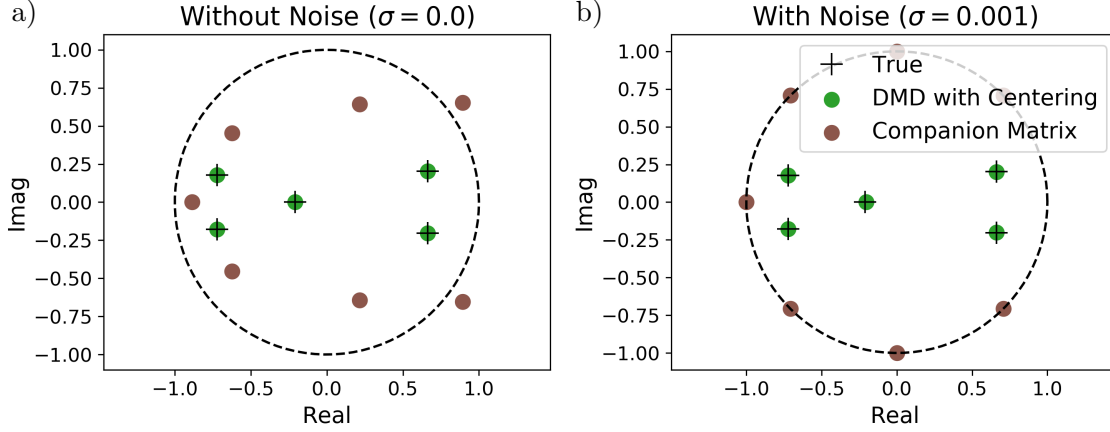 a)
Without Noise (σ = 0.0)
1.00
0.75
0.50
0.25
0.00
−0.25
−0.50
−0.75
−1.00
Imag
−1.0
−0.5
0.0
0.5
1.0
Real
b)
With Noise (σ = 0.001)
1.00
0.75
0.50
0.25
0.00
−0.25
−0.50
−0.75
−1.00
Imag
True
DMD with Centering
Companion Matrix
−1.0
−0.5
0.0
0.5
1.0
Real